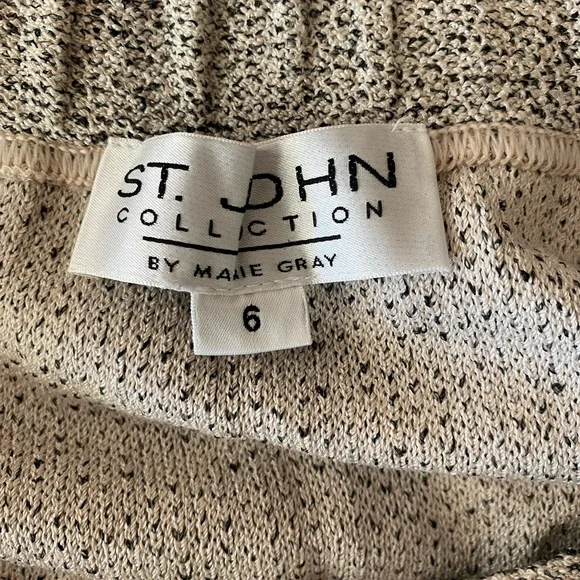 ST. JOHN
COLLECTION
BY MARIE GRAY
6